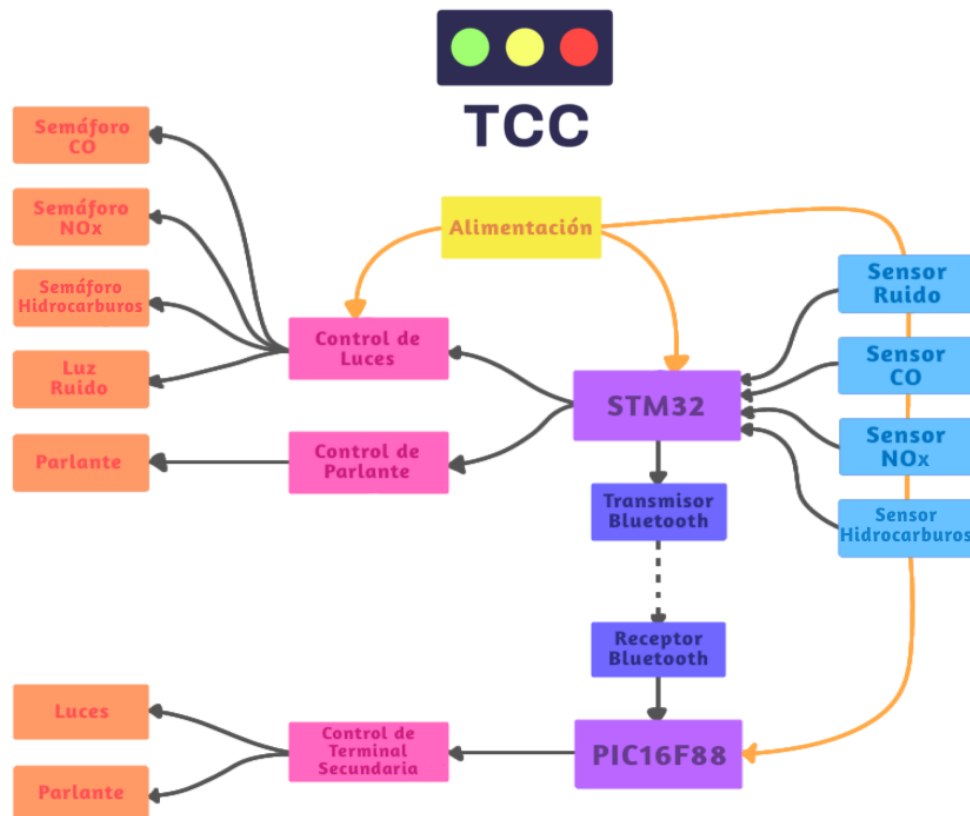 TCC
Semáforo
CO
Semáforo
NOx
Semáforo
Hidrocarburos
Luz
Ruido
Parlante
Alimentación
Control de
Luces
Control de
Parlante
STM32
Sensor
Ruido
Sensor
CO
Sensor
NOx
Sensor
Hidrocarburos
Transmisor
Bluetooth
Receptor
Bluetooth
PIC16F88
Control de
Terminal
Secundaria
Luces
Parlante